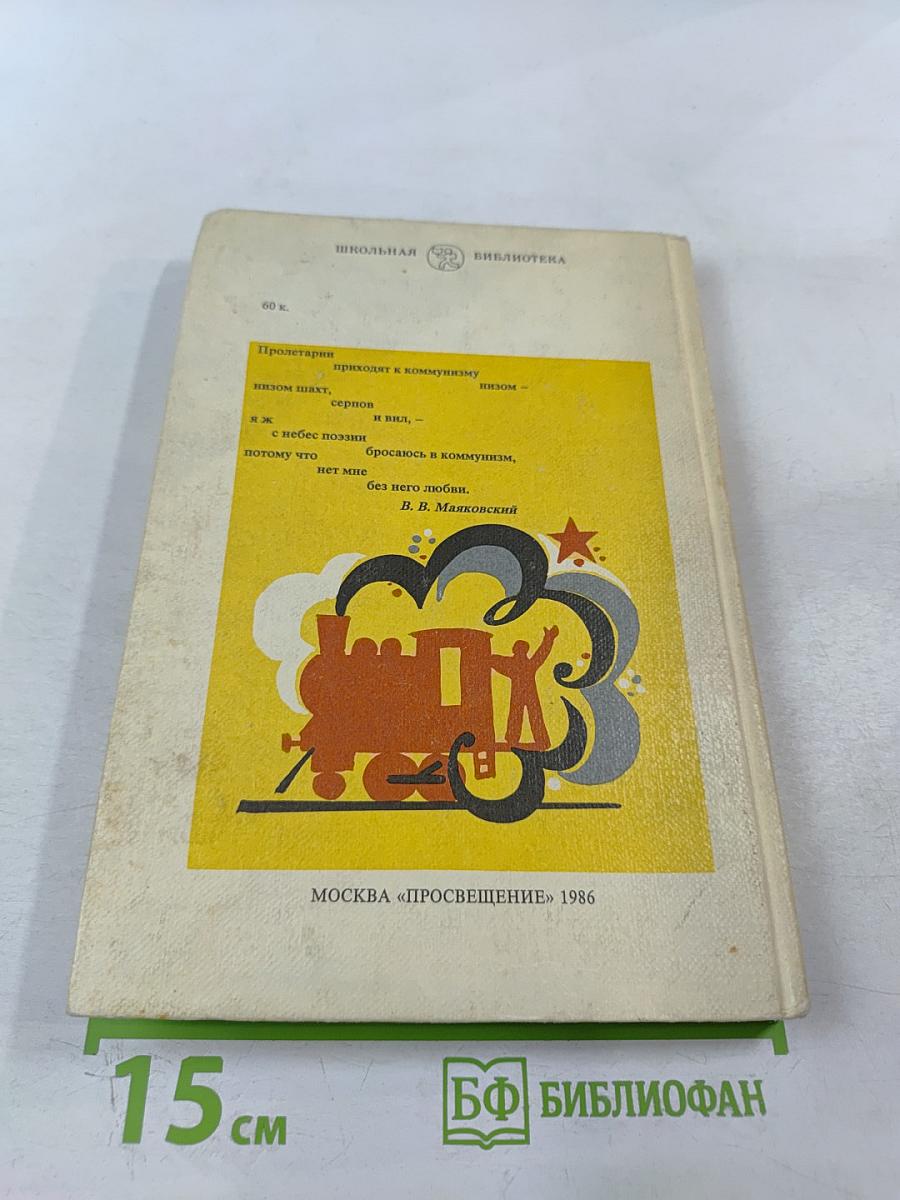 ШКОЛЬНАЯ БИБЛИОТЕКА
60 к.
Пролетарии
приходят к коммунизму
низом –
низом шахт,
серпов
и вил, –
я ж
с небес поэзии
бросаюсь в коммунизм,
потому что
нет мне
без него любви.
В. В. Маяковский
МОСКВА «ПРОСВЕЩЕНИЕ» 1986
15 см
БФ БИБЛИОФАН